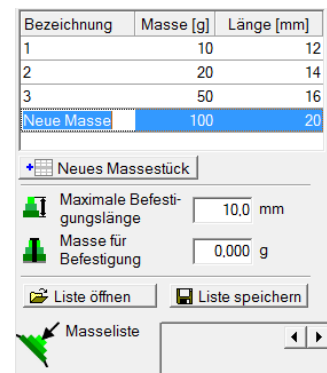 Bezeichnung Masse [g] Länge [mm]
1 10 12
2 20 14
3 50 16
Neue Masse 100 20
Neues Massestück
Maximale Befesti-
gungslänge 10,0 mm
Masse für
Befestigung 0,000 g
Liste öffnen Liste speichern
Masseliste